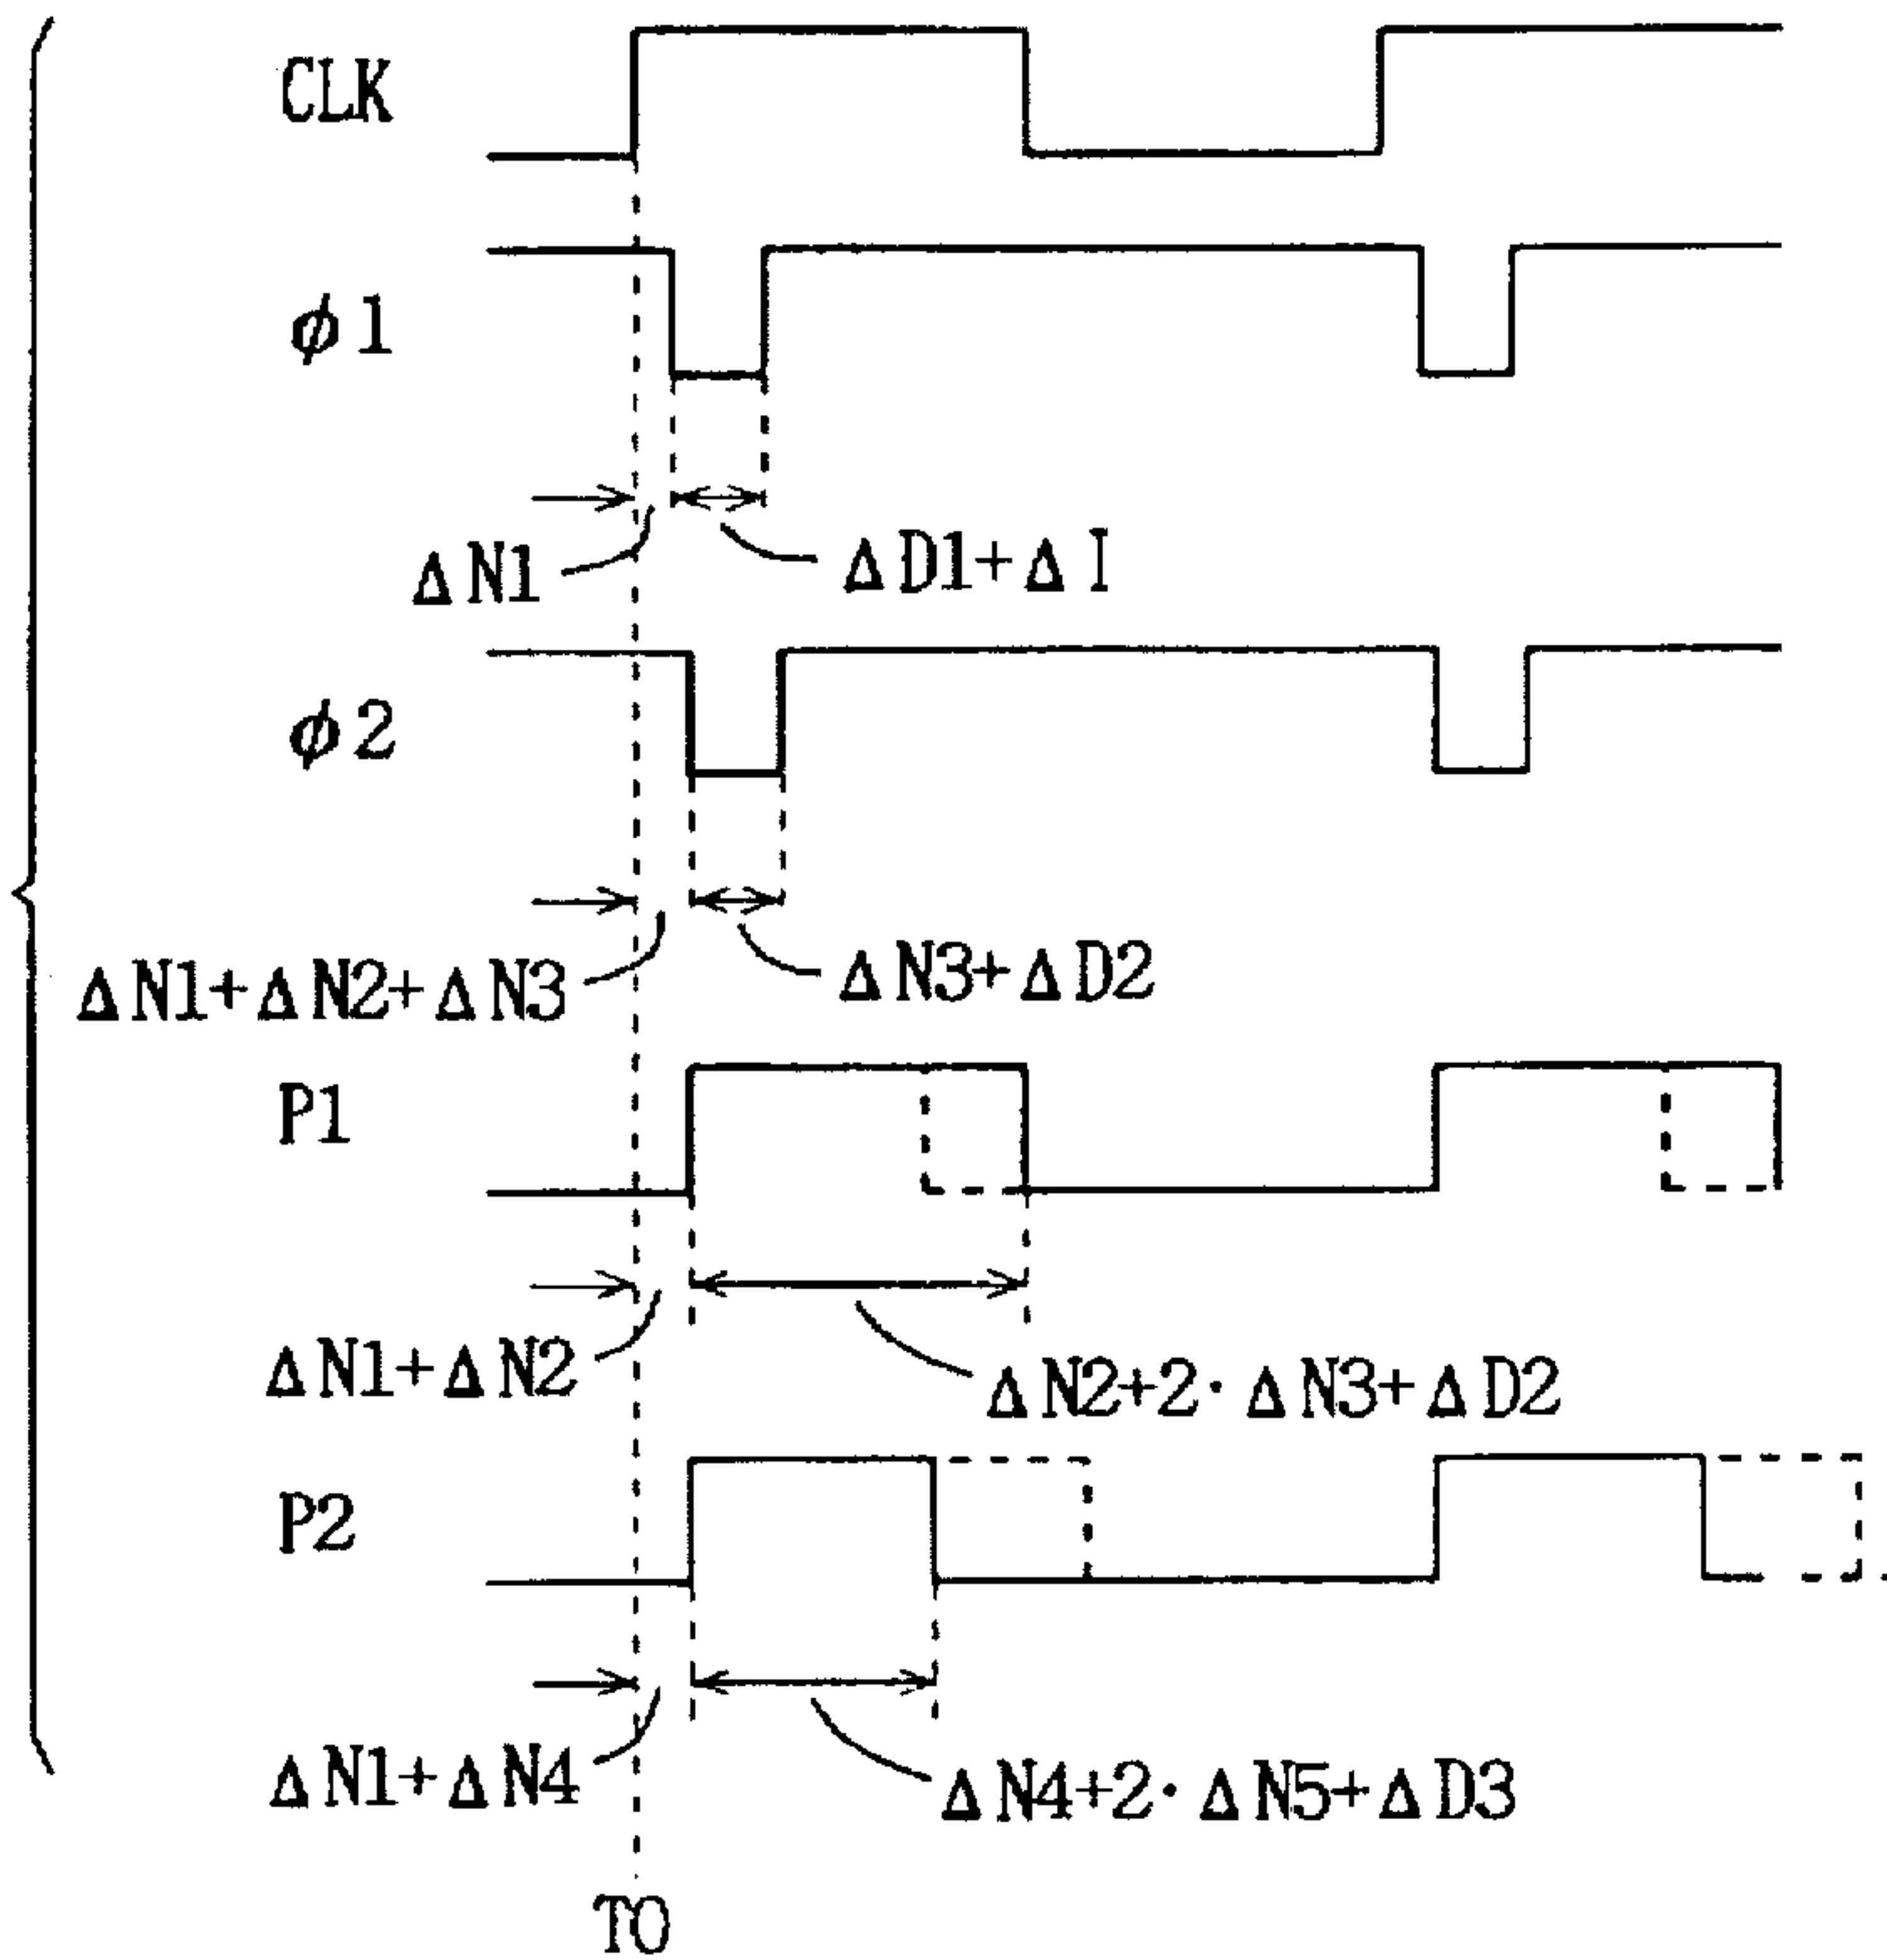 CLK
ϕ1
ΔN1
ΔD1+ΔI
ϕ2
ΔN1+ΔN2+ΔN3
ΔN3+ΔD2
P1
ΔN1+ΔN2
ΔN2+2·ΔN3+ΔD2
P2
ΔN1+ΔN4
ΔN4+2·ΔN5+ΔD3
T0